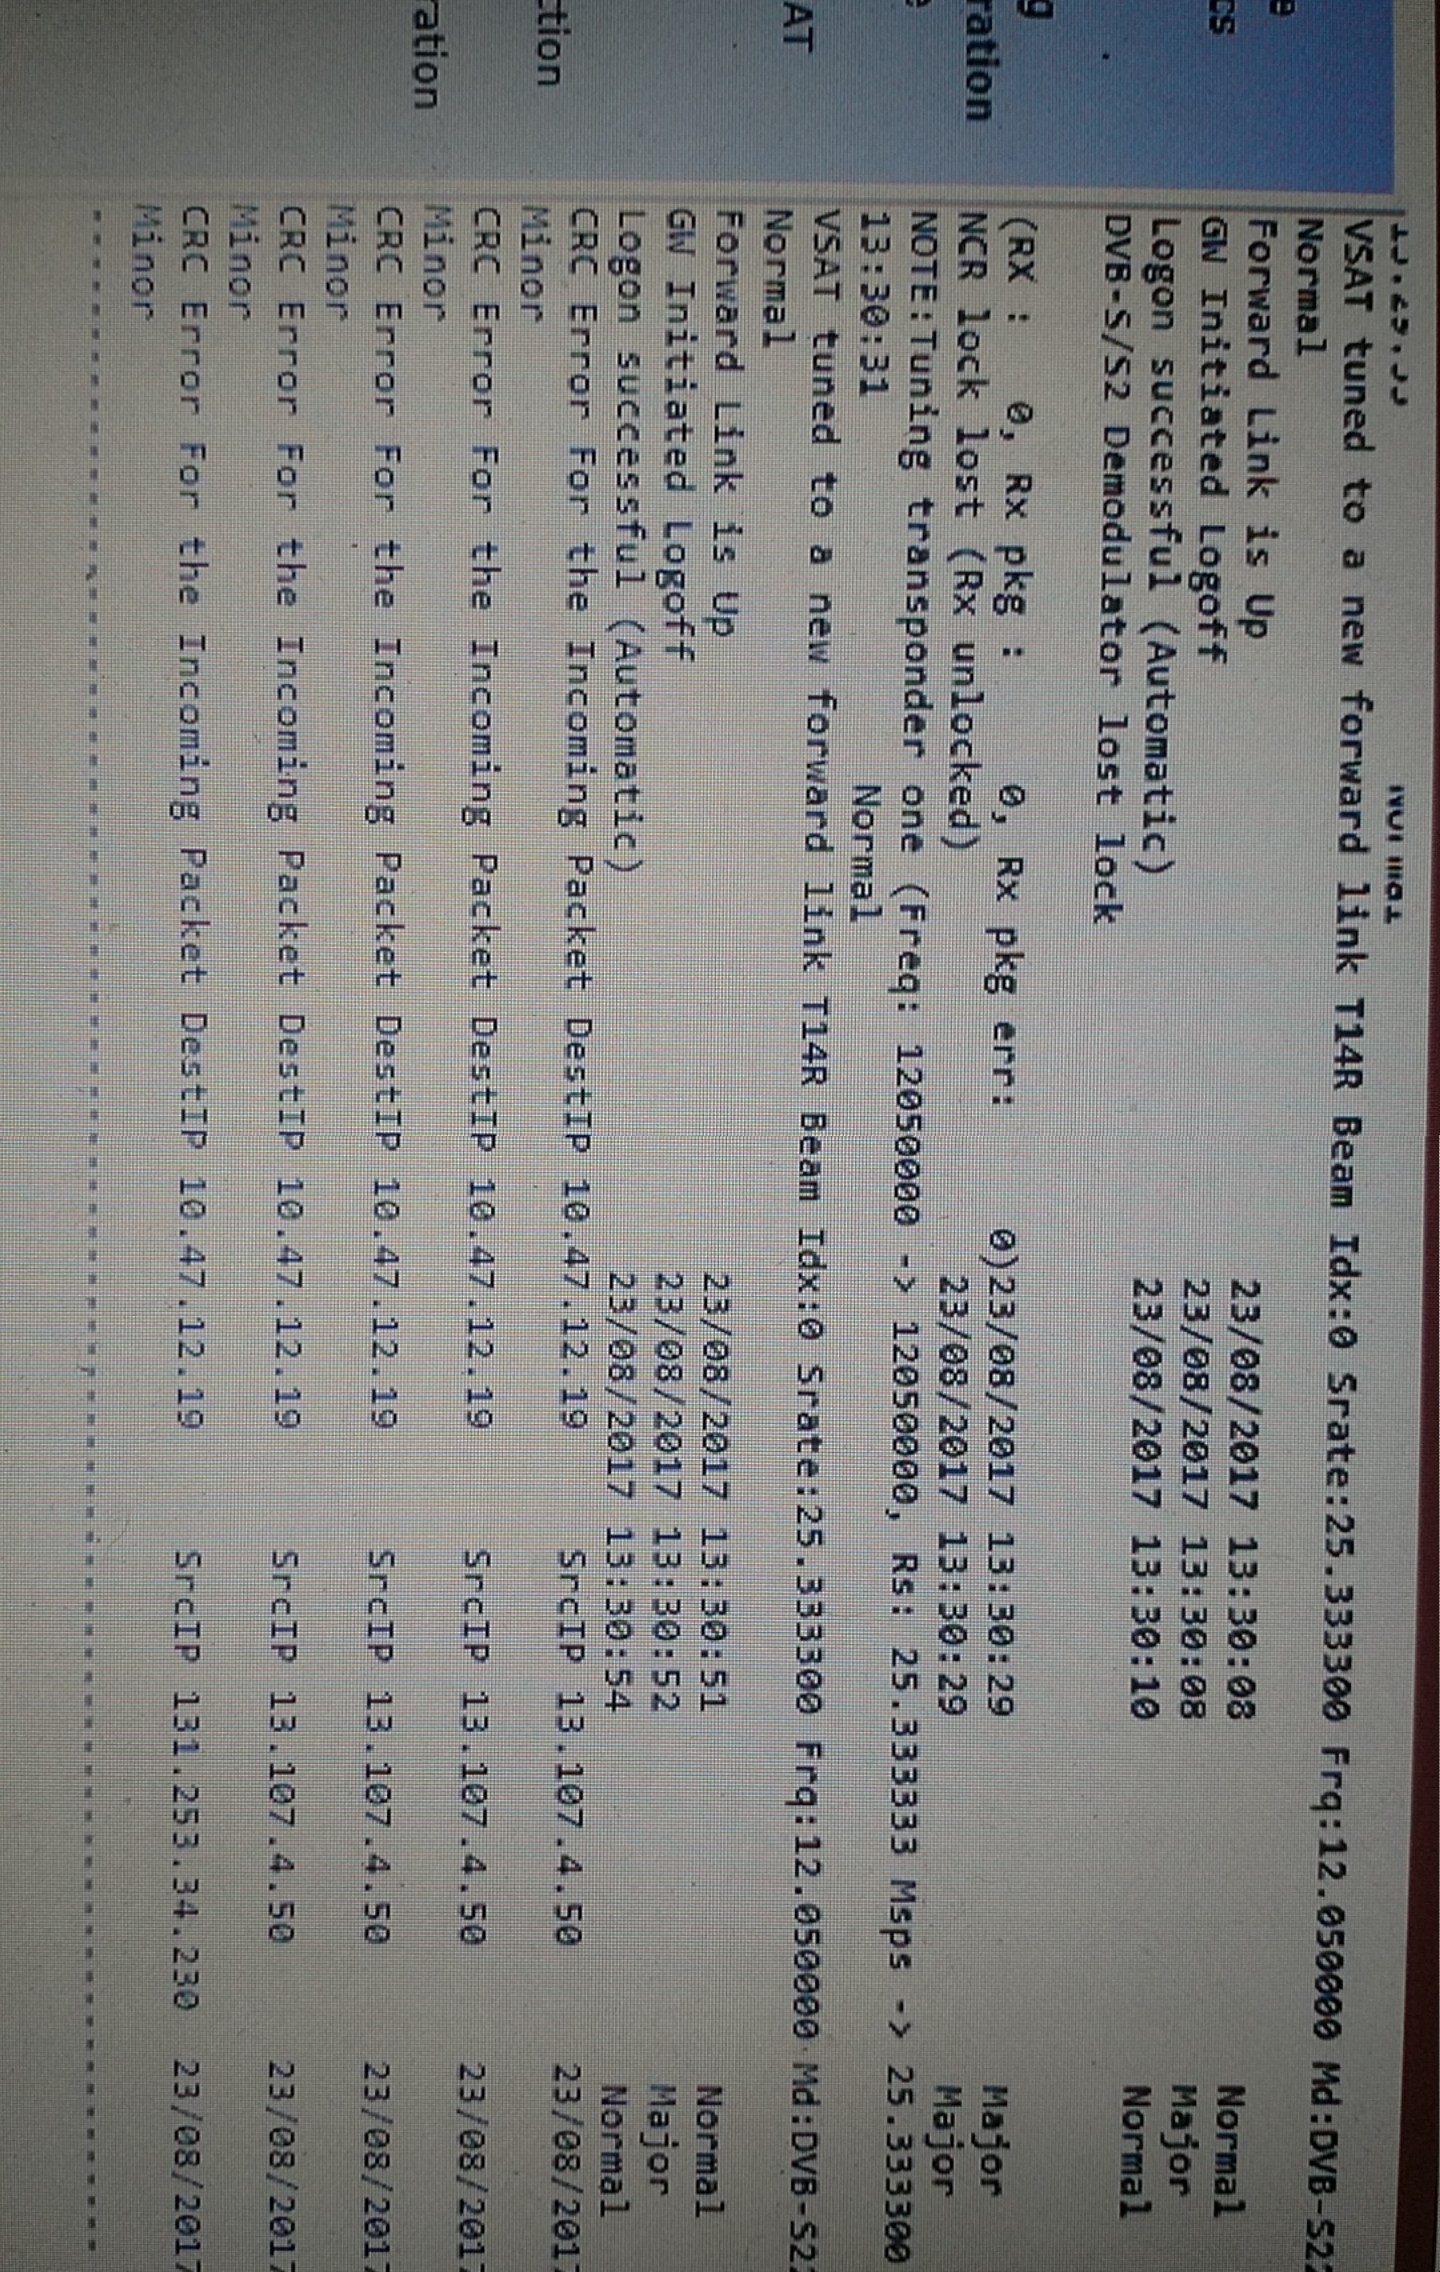 VSAT tuned to a new forward link T14R Beam Idx:0 Srate:25.333300 Frq:12.050000 Md:DVB-S2
Normal
Forward Link is Up 23/08/2017 13:30:08 Normal
GW Initiated Logoff 23/08/2017 13:30:08 Major
Logon successful (Automatic) 23/08/2017 13:30:10 Normal
DVB-S/S2 Demodulator lost lock
(RX : 0, Rx pkg : 0, Rx pkg err: 0)23/08/2017 13:30:29 Major
NCR lock lost (Rx unlocked) 23/08/2017 13:30:29 Major
NOTE:Tuning transponder one (Freq: 12050000 -> 12050000, Rs: 25.333333 Msps -> 25.333300
13:30:31 Normal
VSAT tuned to a new forward link T14R Beam Idx:0 Srate:25.333300 Frq:12.050000 Md:DVB-S2
Normal
Forward Link is Up 23/08/2017 13:30:51 Normal
GW Initiated Logoff 23/08/2017 13:30:52 Major
Logon successful (Automatic) 23/08/2017 13:30:54 Normal
CRC Error For the Incoming Packet DestIP 10.47.12.19 SrcIP 13.107.4.50 23/08/2017
Minor
CRC Error For the Incoming Packet DestIP 10.47.12.19 SrcIP 13.107.4.50 23/08/2017
Minor
CRC Error For the Incoming Packet DestIP 10.47.12.19 SrcIP 13.107.4.50 23/08/2017
Minor
CRC Error For the Incoming Packet DestIP 10.47.12.19 SrcIP 13.107.4.50 23/08/2017
Minor
CRC Error For the Incoming Packet DestIP 10.47.12.19 SrcIP 131.253.34.230 23/08/2017
Minor
e
cs
g
ration
e
AT
ction
ration